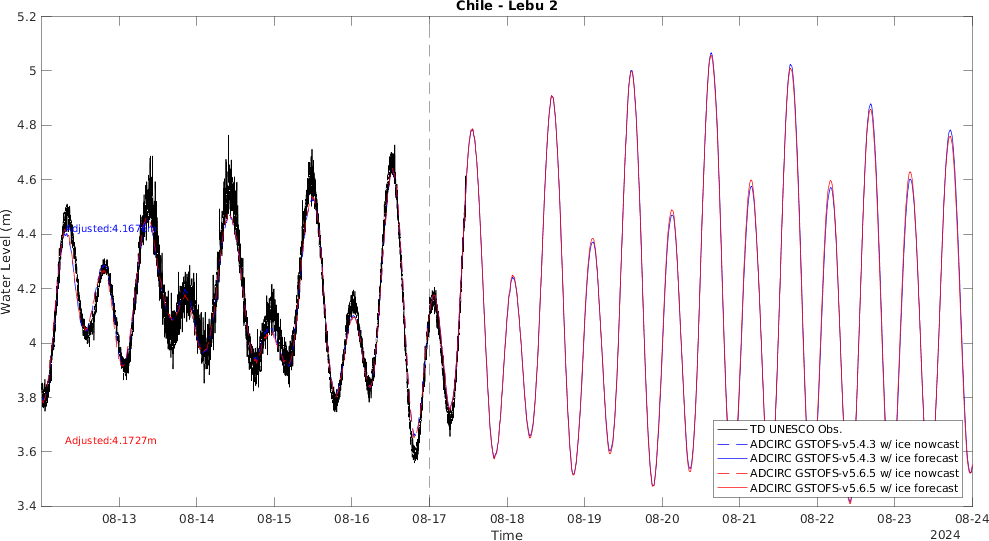 Chile - Lebu 2
5.2
5
4.8
4.6
4.4
4.2
4
3.8
3.6
3.4
Water Level (m)
Adjusted:4.1727m
TD UNESCO Obs.
ADCIRC GSTOFS-v5.4.3 w/ ice nowcast
ADCIRC GSTOFS-v5.4.3 w/ ice forecast
ADCIRC GSTOFS-v5.6.5 w/ ice nowcast
ADCIRC GSTOFS-v5.6.5 w/ ice forecast
08-13 08-14 08-15 08-16 08-17 08-18 08-19 08-20 08-21 08-22 08-23 08-24
Time
2024